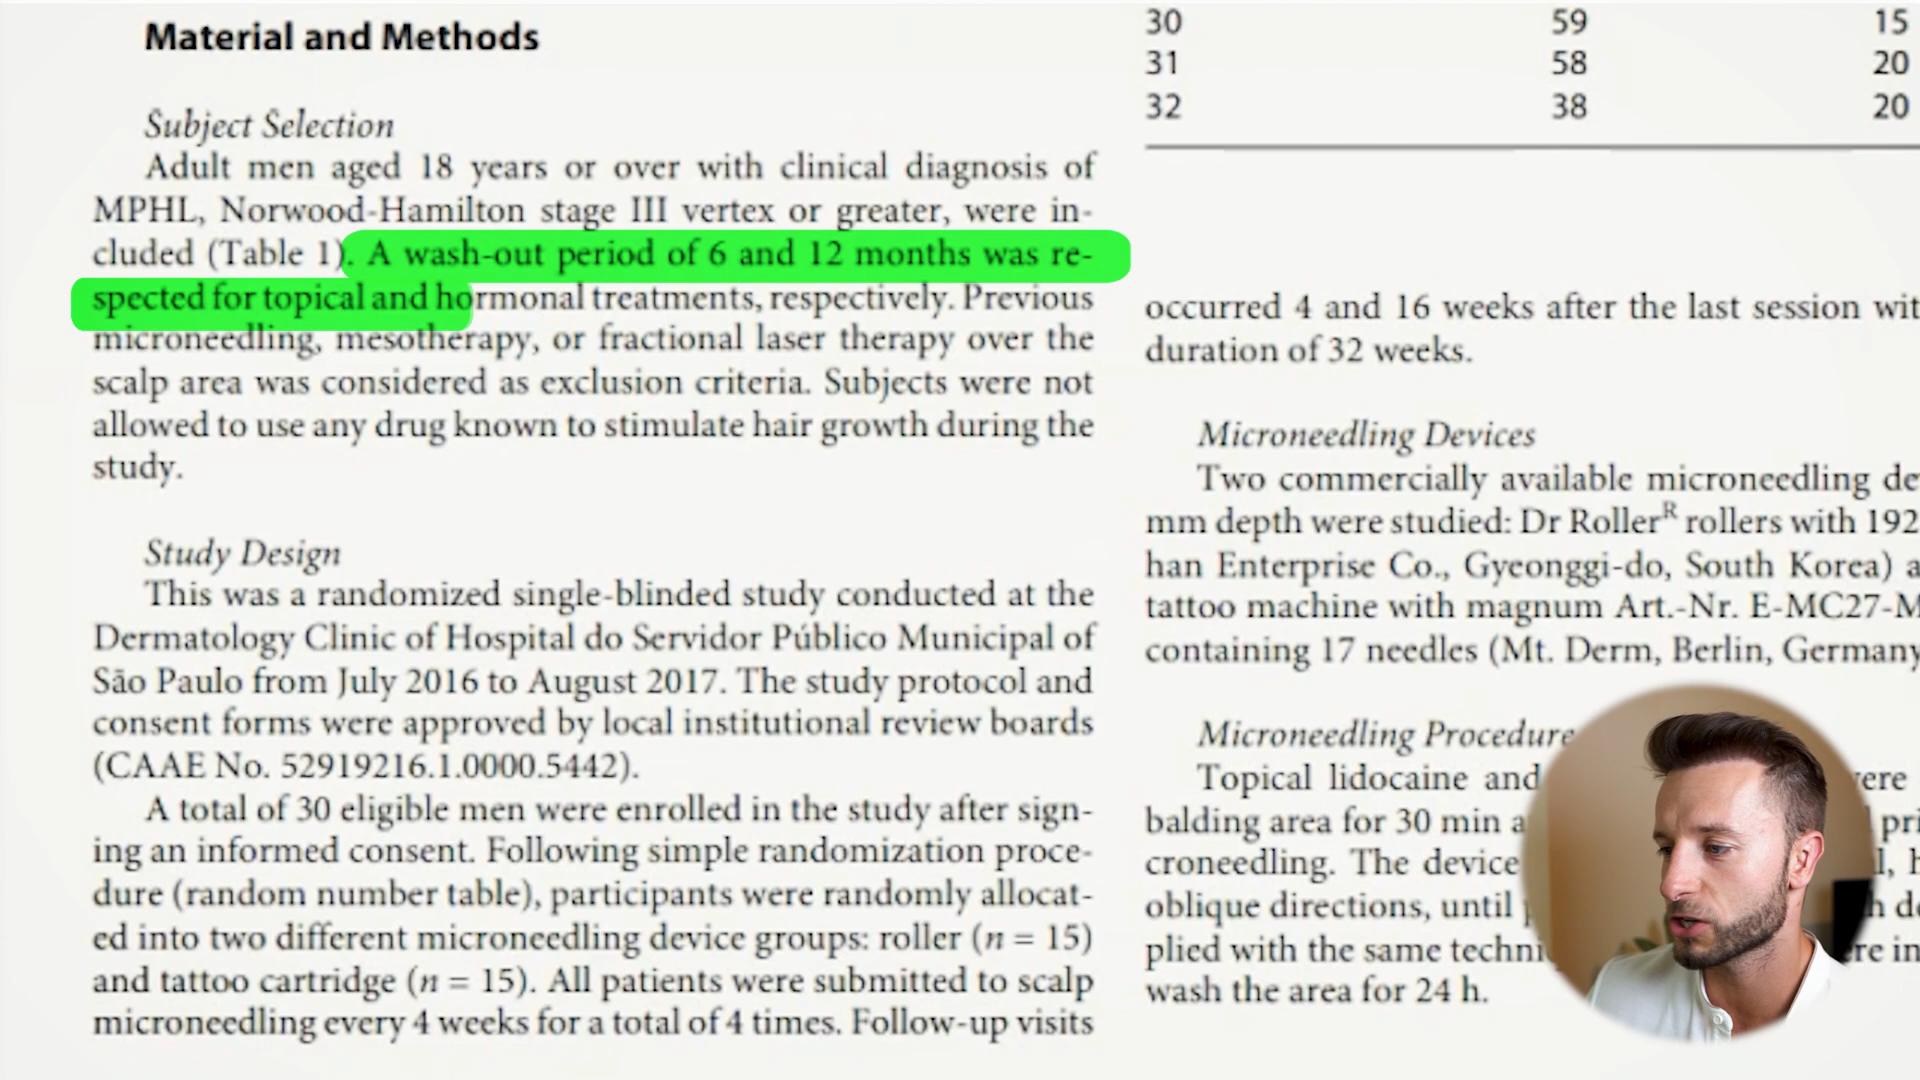 Material and Methods
Subject Selection
Adult men aged 18 years or over with clinical diagnosis of
MPHL, Norwood-Hamilton stage III vertex or greater, were in-
cluded (Table 1). A wash-out period of 6 and 12 months was re-
spected for topical and hormonal treatments, respectively. Previous
microneedling, mesotherapy, or fractional laser therapy over the
scalp area was considered as exclusion criteria. Subjects were not
allowed to use any drug known to stimulate hair growth during the
study.
Study Design
This was a randomized single-blinded study conducted at the
Dermatology Clinic of Hospital do Servidor Público Municipal of
São Paulo from July 2016 to August 2017. The study protocol and
consent forms were approved by local institutional review boards
(CAAE No. 52919216.1.0000.5442).
A total of 30 eligible men were enrolled in the study after sign-
ing an informed consent. Following simple randomization proce-
dure (random number table), participants were randomly allocat-
ed into two different microneedling device groups: roller (n = 15)
and tattoo cartridge (n = 15). All patients were submitted to scalp
microneedling every 4 weeks for a total of 4 times. Follow-up visits
30 59 15
31 58 20
32 38 20
occurred 4 and 16 weeks after the last session wit
duration of 32 weeks.
Microneedling Devices
Two commercially available microneedling de
mm depth were studied: Dr Roller^R rollers with 192
han Enterprise Co., Gyeonggi-do, South Korea) a
tattoo machine with magnum Art.-Nr. E-MC27-M
containing 17 needles (Mt. Derm, Berlin, Germany
Microneedling Procedure
Topical lidocaine and ere
balding area for 30 min a pri
croneedling. The device l, h
oblique directions, until h de
plied with the same techni re in
wash the area for 24 h.